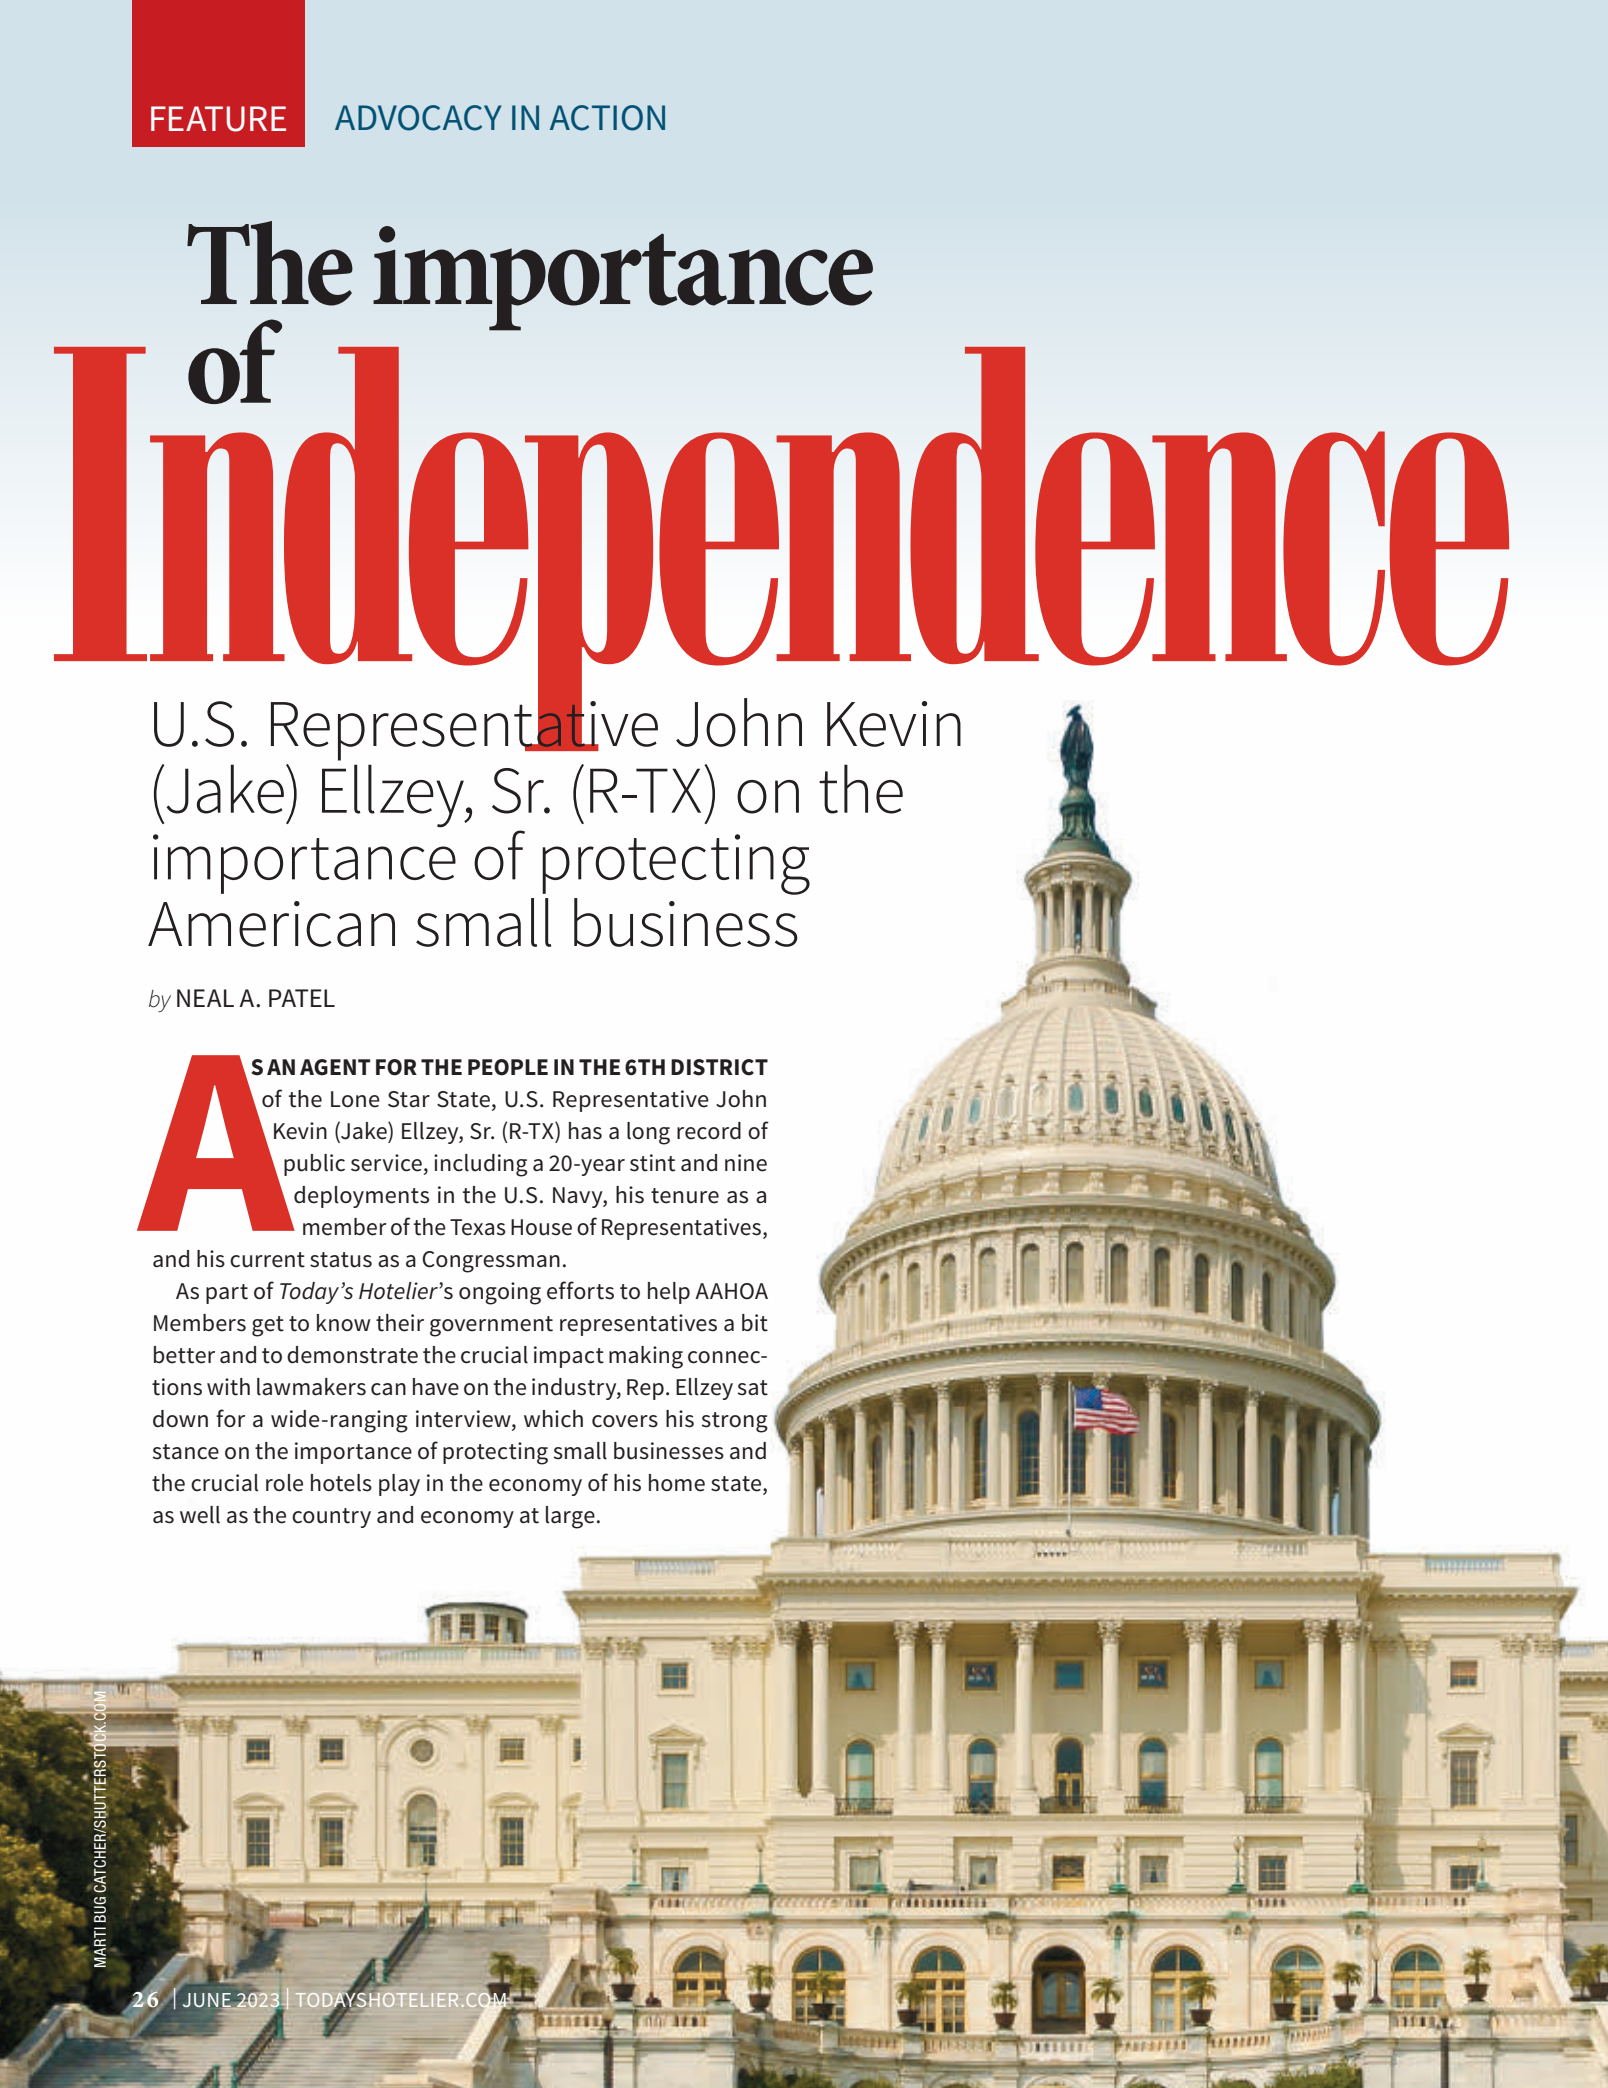 FEATURE ADVOCACY IN ACTION
The importance
of
Independence
U.S. Representative John Kevin
(Jake) Ellzey, Sr. (R-TX) on the
importance of protecting
American small business
by NEAL A. PATEL
AS AN AGENT FOR THE PEOPLE IN THE 6TH DISTRICT
of the Lone Star State, U.S. Representative John
Kevin (Jake) Ellzey, Sr. (R-TX) has a long record of
public service, including a 20-year stint and nine
deployments in the U.S. Navy, his tenure as a
member of the Texas House of Representatives,
and his current status as a Congressman.
As part of Today’s Hotelier’s ongoing efforts to help AAHOA
Members get to know their government representatives a bit
better and to demonstrate the crucial impact making connec-
tions with lawmakers can have on the industry, Rep. Ellzey sat
down for a wide-ranging interview, which covers his strong
stance on the importance of protecting small businesses and
the crucial role hotels play in the economy of his home state,
as well as the country and economy at large.
MARTI BUG CATCHER/SHUTTERSTOCK.COM
26 | JUNE 2023 | TODAYSHOTELIER.COM